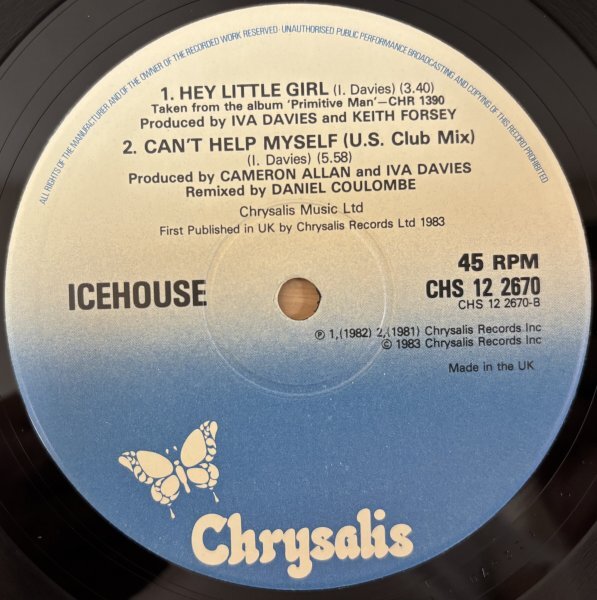 ALL RIGHTS OF THE MANUFACTURER AND OF THE OWNER OF THE RECORDED WORK RESERVED · UNAUTHORISED PUBLIC PERFORMANCE BROADCASTING AND COPYING OF THIS RECORD PROHIBITED
1. HEY LITTLE GIRL (I. Davies) (3.40)
Taken from the album 'Primitive Man'—CHR 1390
Produced by IVA DAVIES and KEITH FORSEY
2. CAN'T HELP MYSELF (U.S. Club Mix)
(I. Davies) (5.58)
Produced by CAMERON ALLAN and IVA DAVIES
Remixed by DANIEL COULOMBE
Chrysalis Music Ltd
First Published in UK by Chrysalis Records Ltd 1983
ICEHOUSE
45 RPM
CHS 12 2670
CHS 12 2670-B
℗ 1,(1982) 2,(1981) Chrysalis Records Inc
© 1983 Chrysalis Records Inc
Made in the UK
Chrysalis